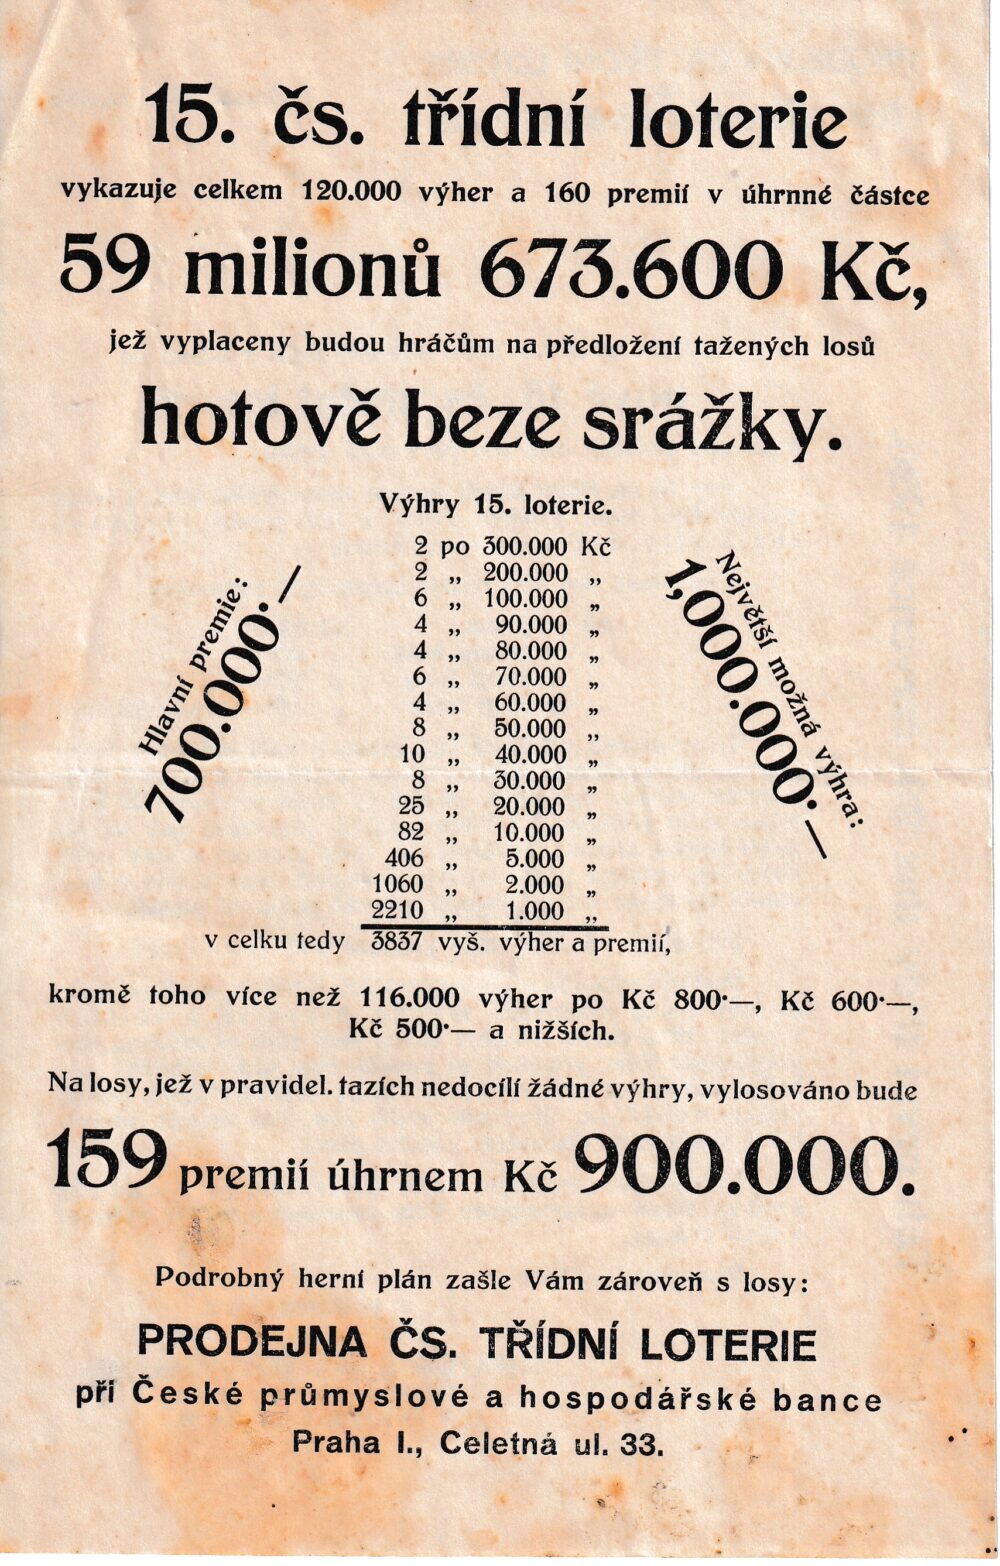 15. čs. třídní loterie
vykazuje celkem 120.000 výher a 160 premií v úhrnné částce
59 milionů 673.600 Kč,
jež vyplaceny budou hráčům na předložení tažených losů
hotově beze srážky.
Výhry 15. loterie.
2 po 300.000 Kč
2 „ 200.000 „
6 „ 100.000 „
4 „ 90.000 „
4 „ 80.000 „
6 „ 70.000 „
4 „ 60.000 „
8 „ 50.000 „
10 „ 40.000 „
8 „ 30.000 „
25 „ 20.000 „
82 „ 10.000 „
406 „ 5.000 „
1060 „ 2.000 „
2210 „ 1.000 „
v celku tedy 3837 vyš. výher a premií,
Hlavní premie:
700.000·—
Největší možná výhra:
1,000.000·—
kromě toho více než 116.000 výher po Kč 800·—, Kč 600·—,
Kč 500·— a nižších.
Na losy, jež v pravidel. tazích nedocílí žádné výhry, vylosováno bude
159 premií úhrnem Kč 900.000.
Podrobný herní plán zašle Vám zároveň s losy:
PRODEJNA ČS. TŘÍDNÍ LOTERIE
při České průmyslové a hospodářské bance
Praha I., Celetná ul. 33.